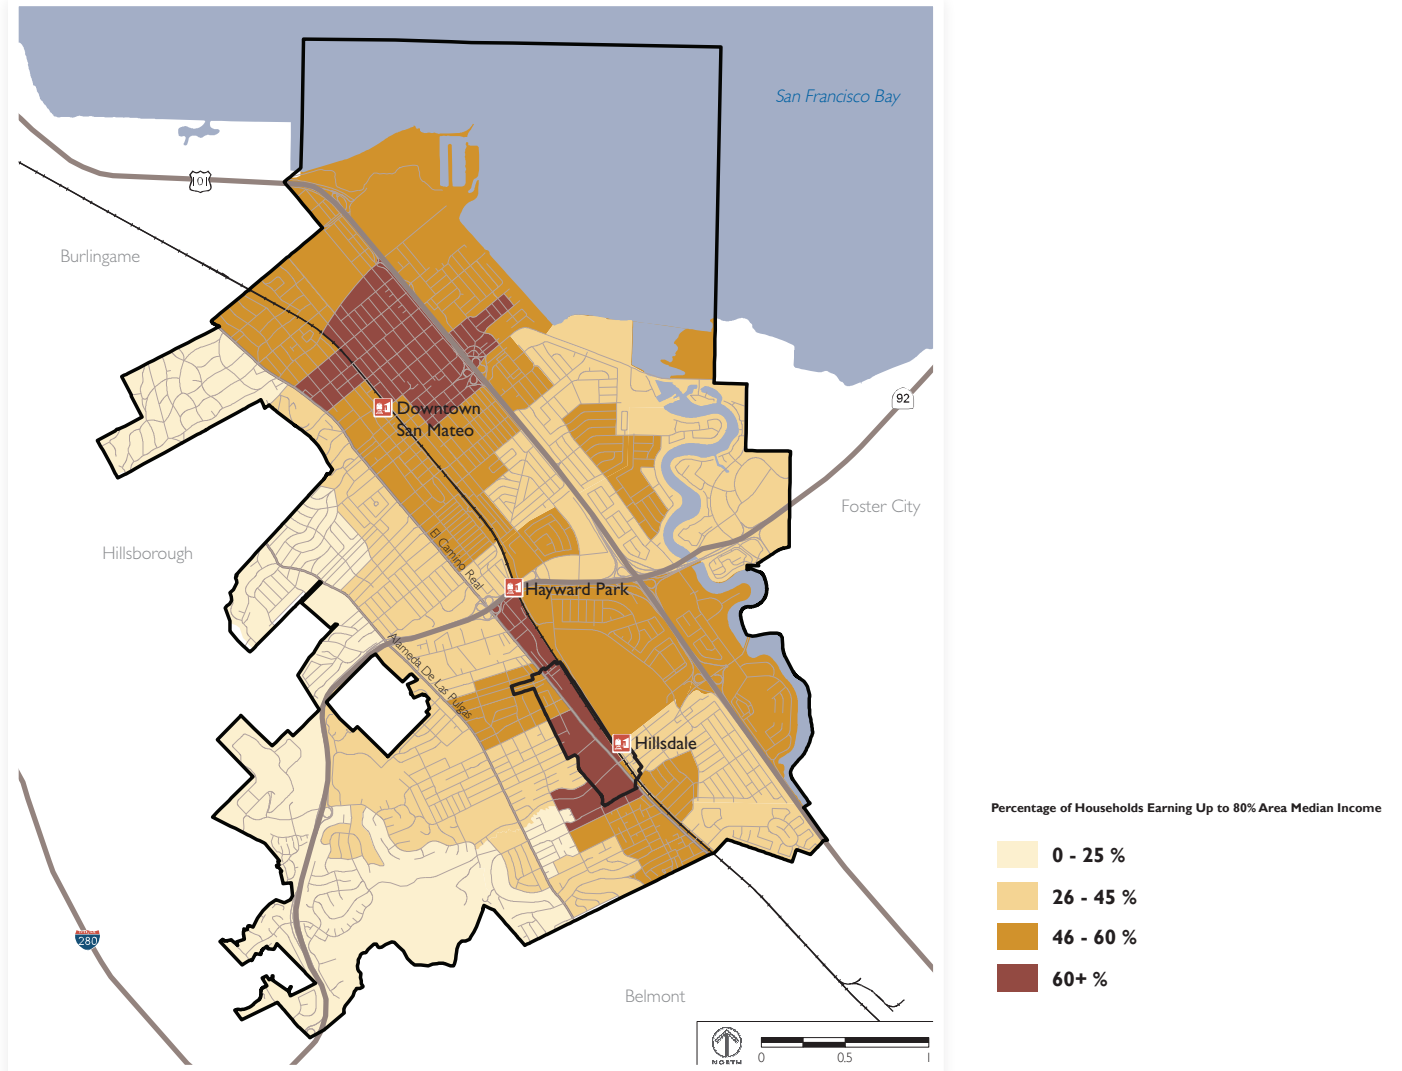 San Francisco Bay
101
Burlingame
92
Downtown
San Mateo
Foster City
El Camino Real
Hillsborough
Hayward Park
Alameda De Las Pulgas
Hillsdale
Percentage of Households Earning Up to 80% Area Median Income
0 - 25 %
26 - 45 %
46 - 60 %
60+ %
280
Belmont
NORTH
0
0.5
1